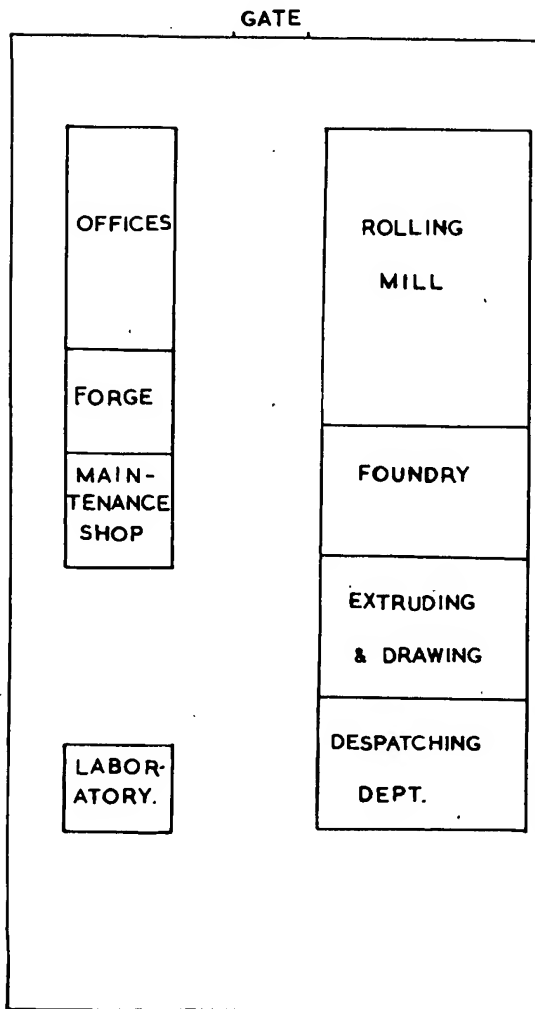 GATE
OFFICES
FORGE
MAIN-
TENANCE
SHOP
LABOR-
ATORY.
ROLLING
MILL
FOUNDRY
EXTRUDING
& DRAWING
DESPATCHING
DEPT.